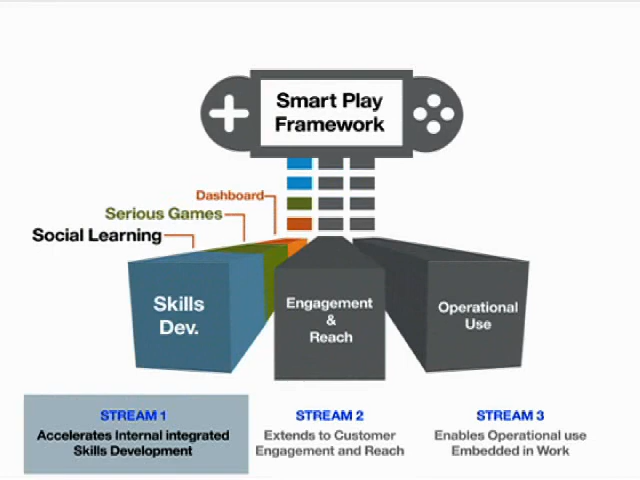 Smart Play
Framework
Dashboard
Serious Games
Social Learning
Skills
Dev.
Engagement
&
Reach
Operational
Use
STREAM 1
Accelerates Internal integrated
Skills Development
STREAM 2
Extends to Customer
Engagement and Reach
STREAM 3
Enables Operational use
Embedded in Work